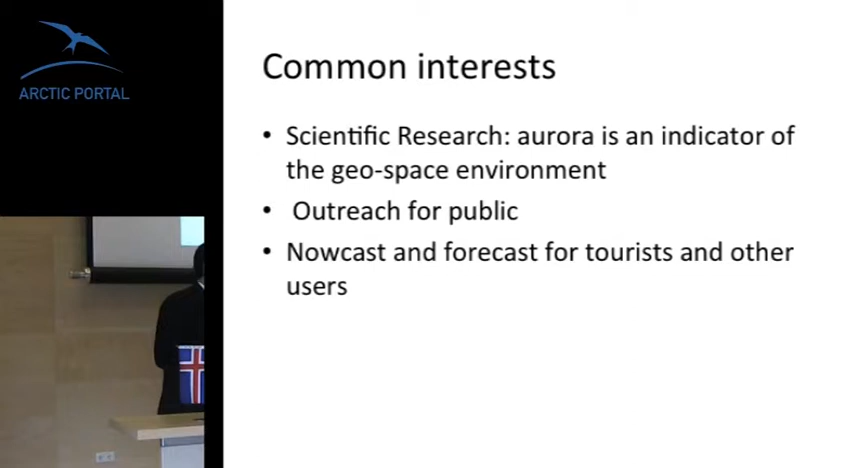 ARCTIC PORTAL
Common interests
• Scientific Research: aurora is an indicator of
the geo-space environment
• Outreach for public
• Nowcast and forecast for tourists and other
users